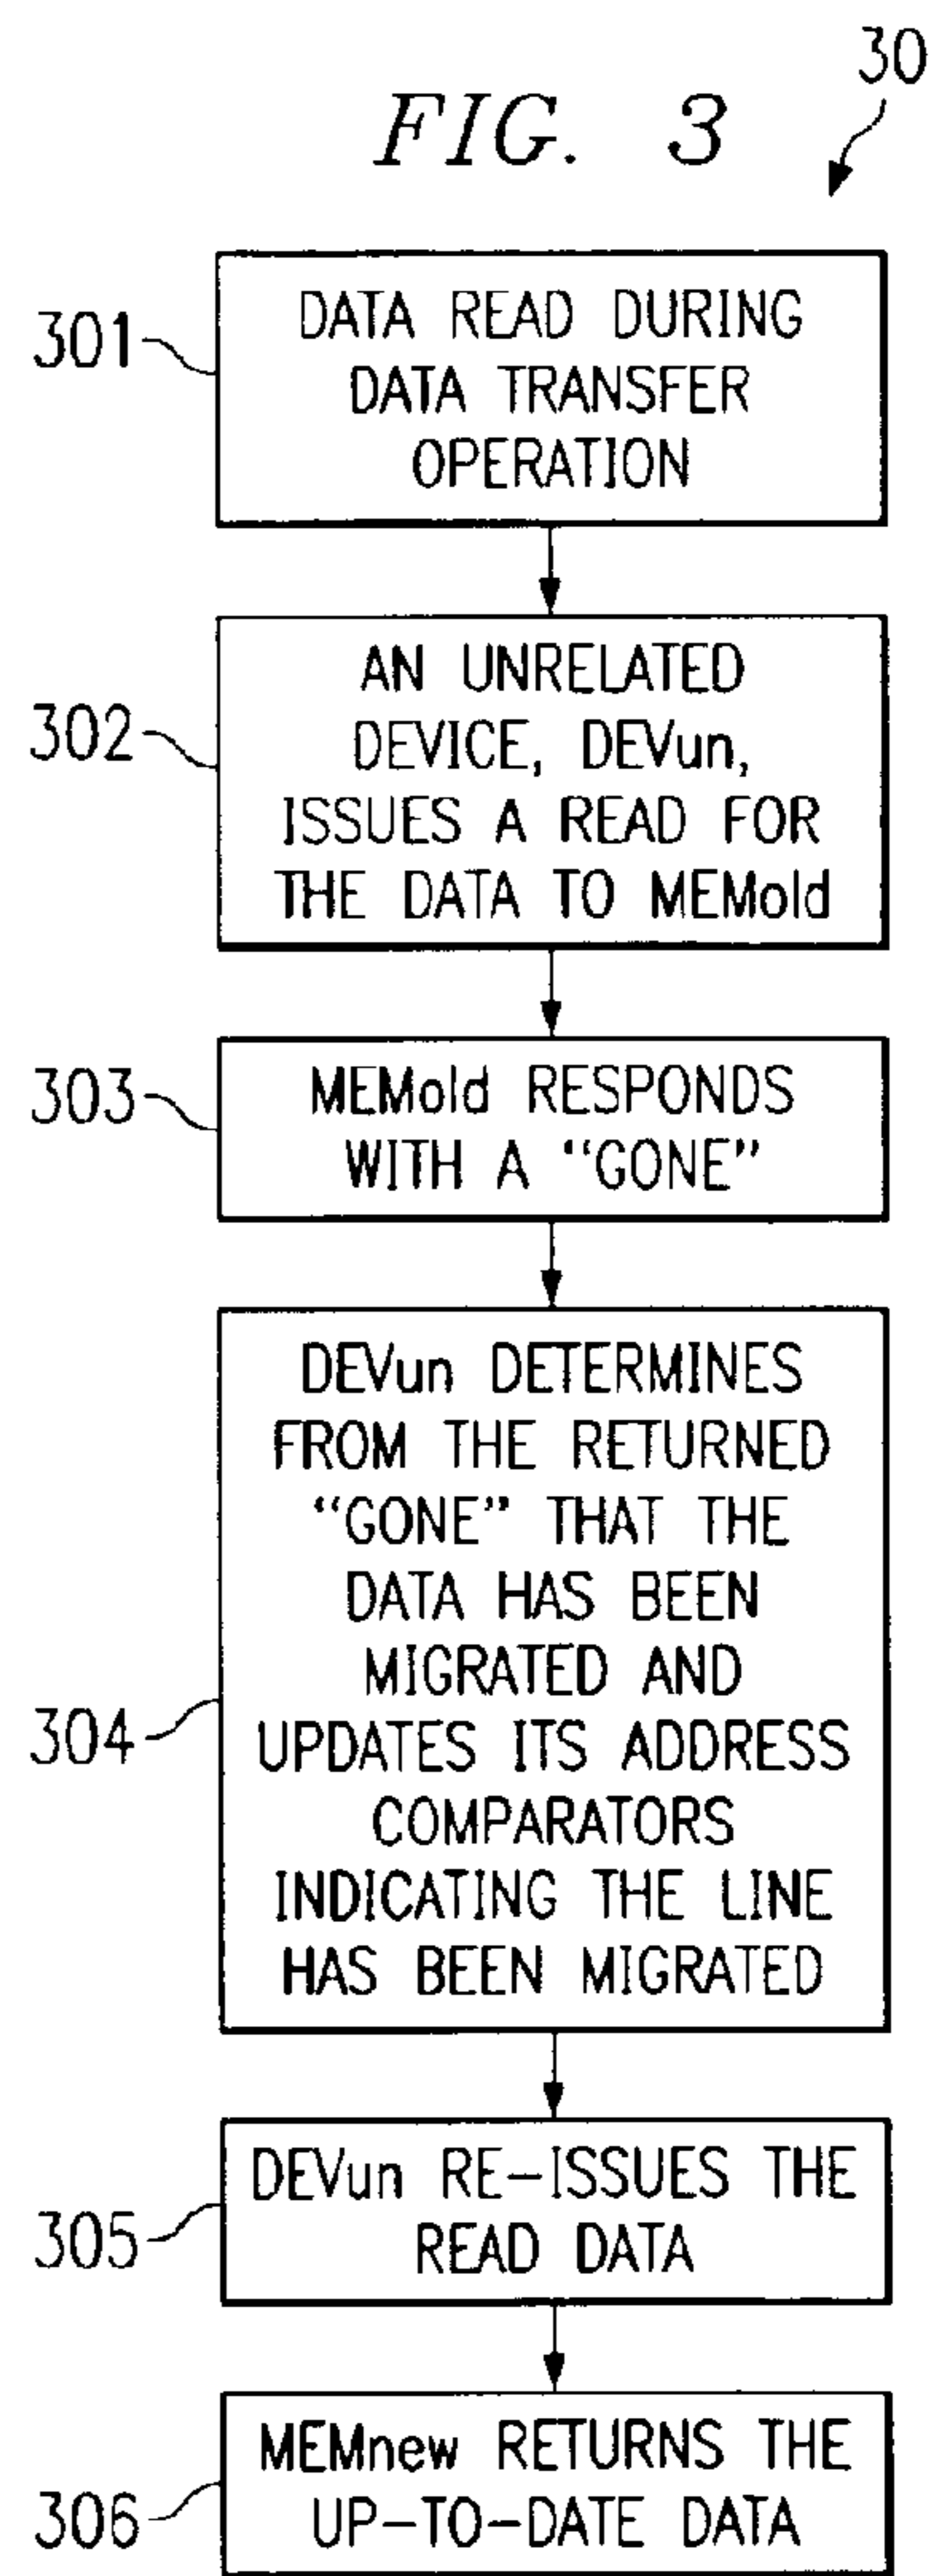 30
FIG. 3
301
DATA READ DURING
DATA TRANSFER
OPERATION
302
AN UNRELATED
DEVICE, DEVun,
ISSUES A READ FOR
THE DATA TO MEMold
303
MEMold RESPONDS
WITH A “GONE”
304
DEVun DETERMINES
FROM THE RETURNED
“GONE” THAT THE
DATA HAS BEEN
MIGRATED AND
UPDATES ITS ADDRESS
COMPARATORS
INDICATING THE LINE
HAS BEEN MIGRATED
305
DEVun RE-ISSUES THE
READ DATA
306
MEMnew RETURNS THE
UP-TO-DATE DATA